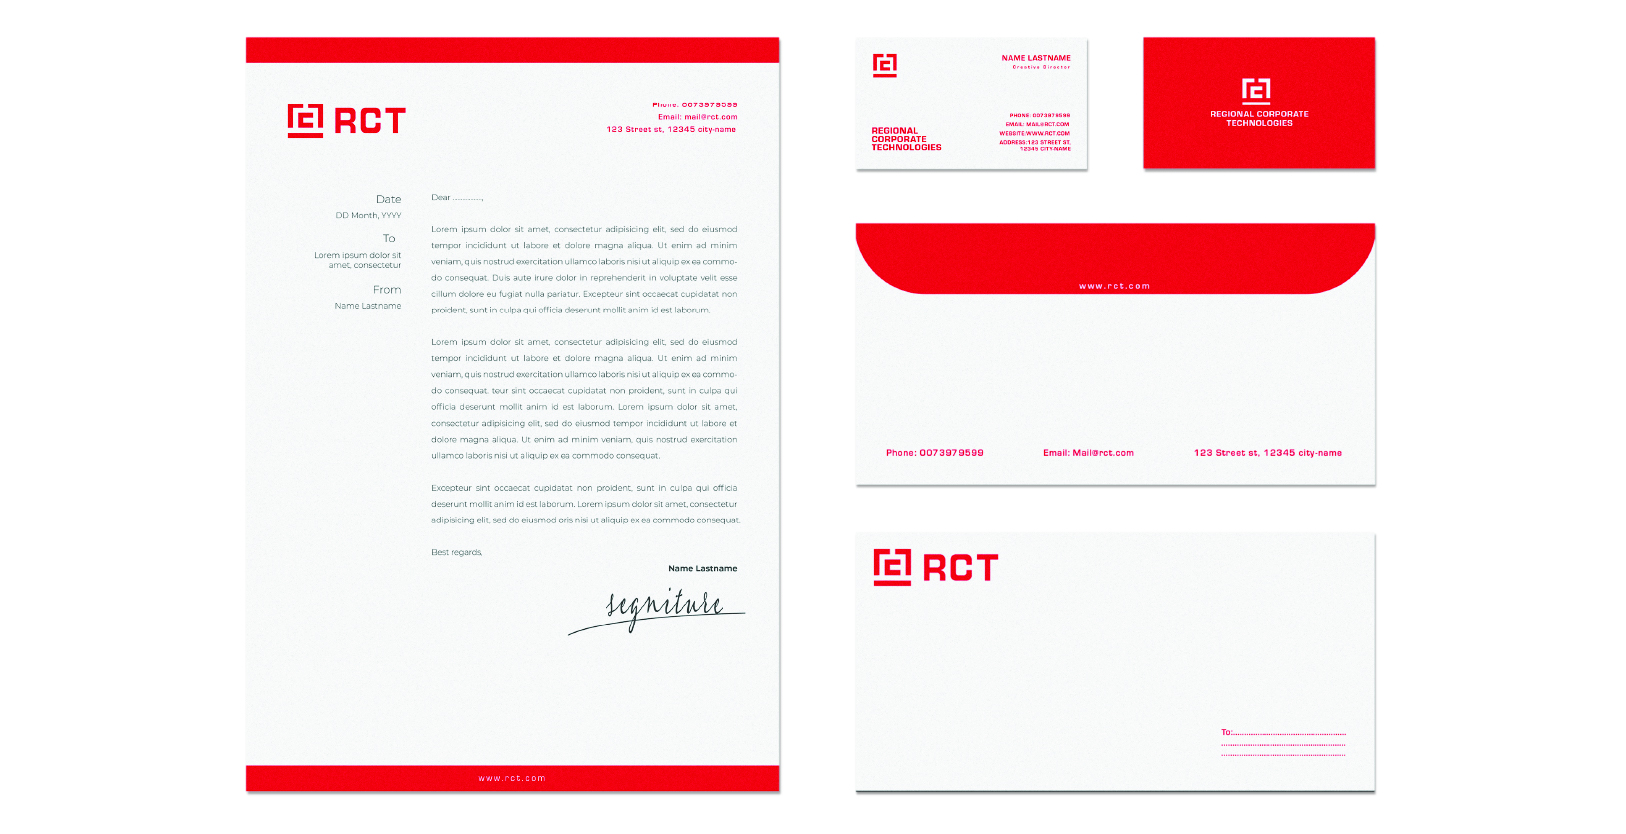 RCT
Phone: 0073979599
Email: mail@rct.com
123 Street st, 12345 city-name
Date
DD Month, YYYY
To
Lorem ipsum dolor sit
amet, consectetur
From
Name Lastname
Dear ..............,
Lorem ipsum dolor sit amet, consectetur adipisicing elit, sed do eiusmod
tempor incididunt ut labore et dolore magna aliqua. Ut enim ad minim
veniam, quis nostrud exercitation ullamco laboris nisi ut aliquip ex ea commo-
do consequat. Duis aute irure dolor in reprehenderit in voluptate velit esse
cillum dolore eu fugiat nulla pariatur. Excepteur sint occaecat cupidatat non
proident, sunt in culpa qui officia deserunt mollit anim id est laborum.
Lorem ipsum dolor sit amet, consectetur adipisicing elit, sed do eiusmod
tempor incididunt ut labore et dolore magna aliqua. Ut enim ad minim
veniam, quis nostrud exercitation ullamco laboris nisi ut aliquip ex ea commo-
do consequat. teur sint occaecat cupidatat non proident, sunt in culpa qui
officia deserunt mollit anim id est laborum. Lorem ipsum dolor sit amet,
consectetur adipisicing elit, sed do eiusmod tempor incididunt ut labore et
dolore magna aliqua. Ut enim ad minim veniam, quis nostrud exercitation
ullamco laboris nisi ut aliquip ex ea commodo consequat.
Excepteur sint occaecat cupidatat non proident, sunt in culpa qui officia
deserunt mollit anim id est laborum. Lorem ipsum dolor sit amet, consectetur
adipisicing elit, sed do eiusmod oris nisi ut aliquip ex ea commodo consequat.
Best regards,
Name Lastname
segniture
www.rct.com
NAME LASTNAME
Creative Director
REGIONAL
CORPORATE
TECHNOLOGIES
PHONE: 0073979599
EMAIL: MAIL@RCT.COM
WEBSITE:WWW.RCT.COM
ADDRESS:123 STREET ST,
12345 CITY-NAME
REGIONAL CORPORATE
TECHNOLOGIES
www.rct.com
Phone: 0073979599
Email: Mail@rct.com
123 Street st, 12345 city-name
RCT
To:..........................................